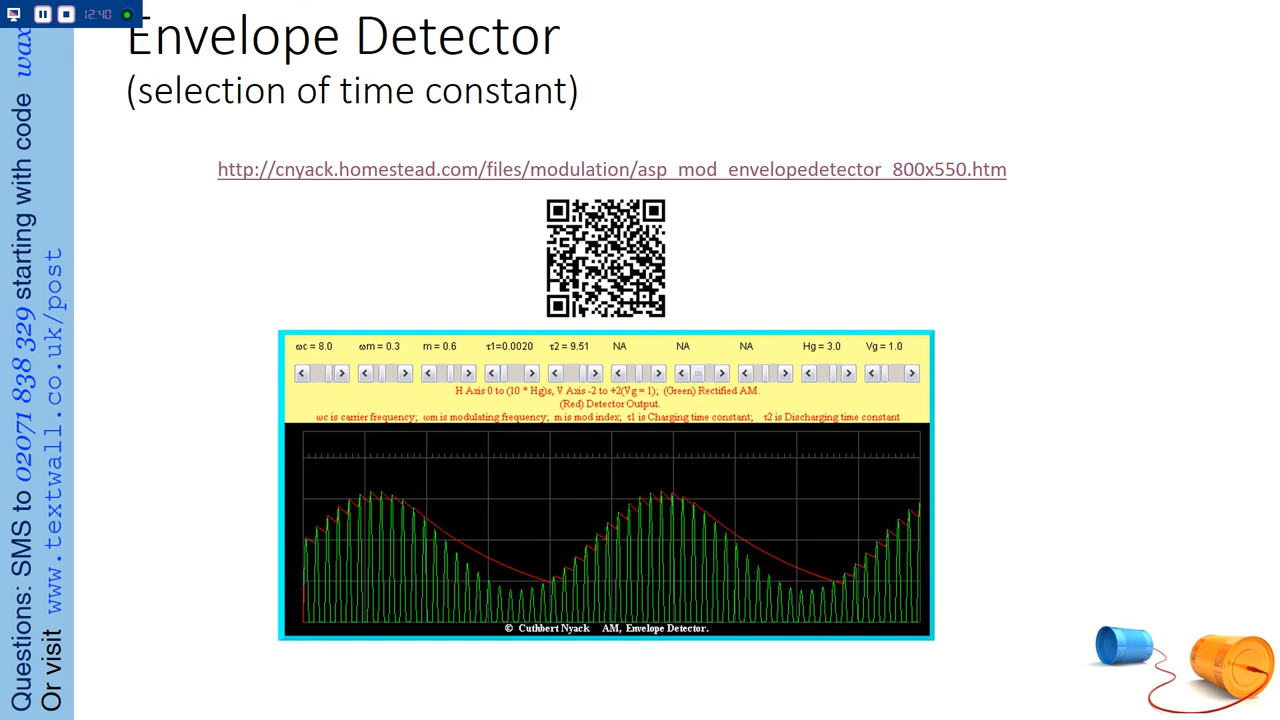 12:40
Envelope Detector
(selection of time constant)
http://cnyack.homestead.com/files/modulation/asp_mod_envelopedetector_800x550.htm
ωc = 8.0 ωm = 0.3 m = 0.6 τ1=0.0020 τ2 = 9.51 NA NA NA Hg = 3.0 Vg = 1.0
H Axis 0 to (10 * Hg)s, V Axis -2 to +2(Vg = 1); (Green) Rectified AM.
(Red) Detector Output.
ωc is carrier frequency; ωm is modulating frequency; m is mod index; τ1 is Charging time constant; τ2 is Discharging time constant
© Cuthbert Nyack AM, Envelope Detector.
Questions: SMS to 02071 838 329 starting with code wax
Or visit www.textwall.co.uk/post